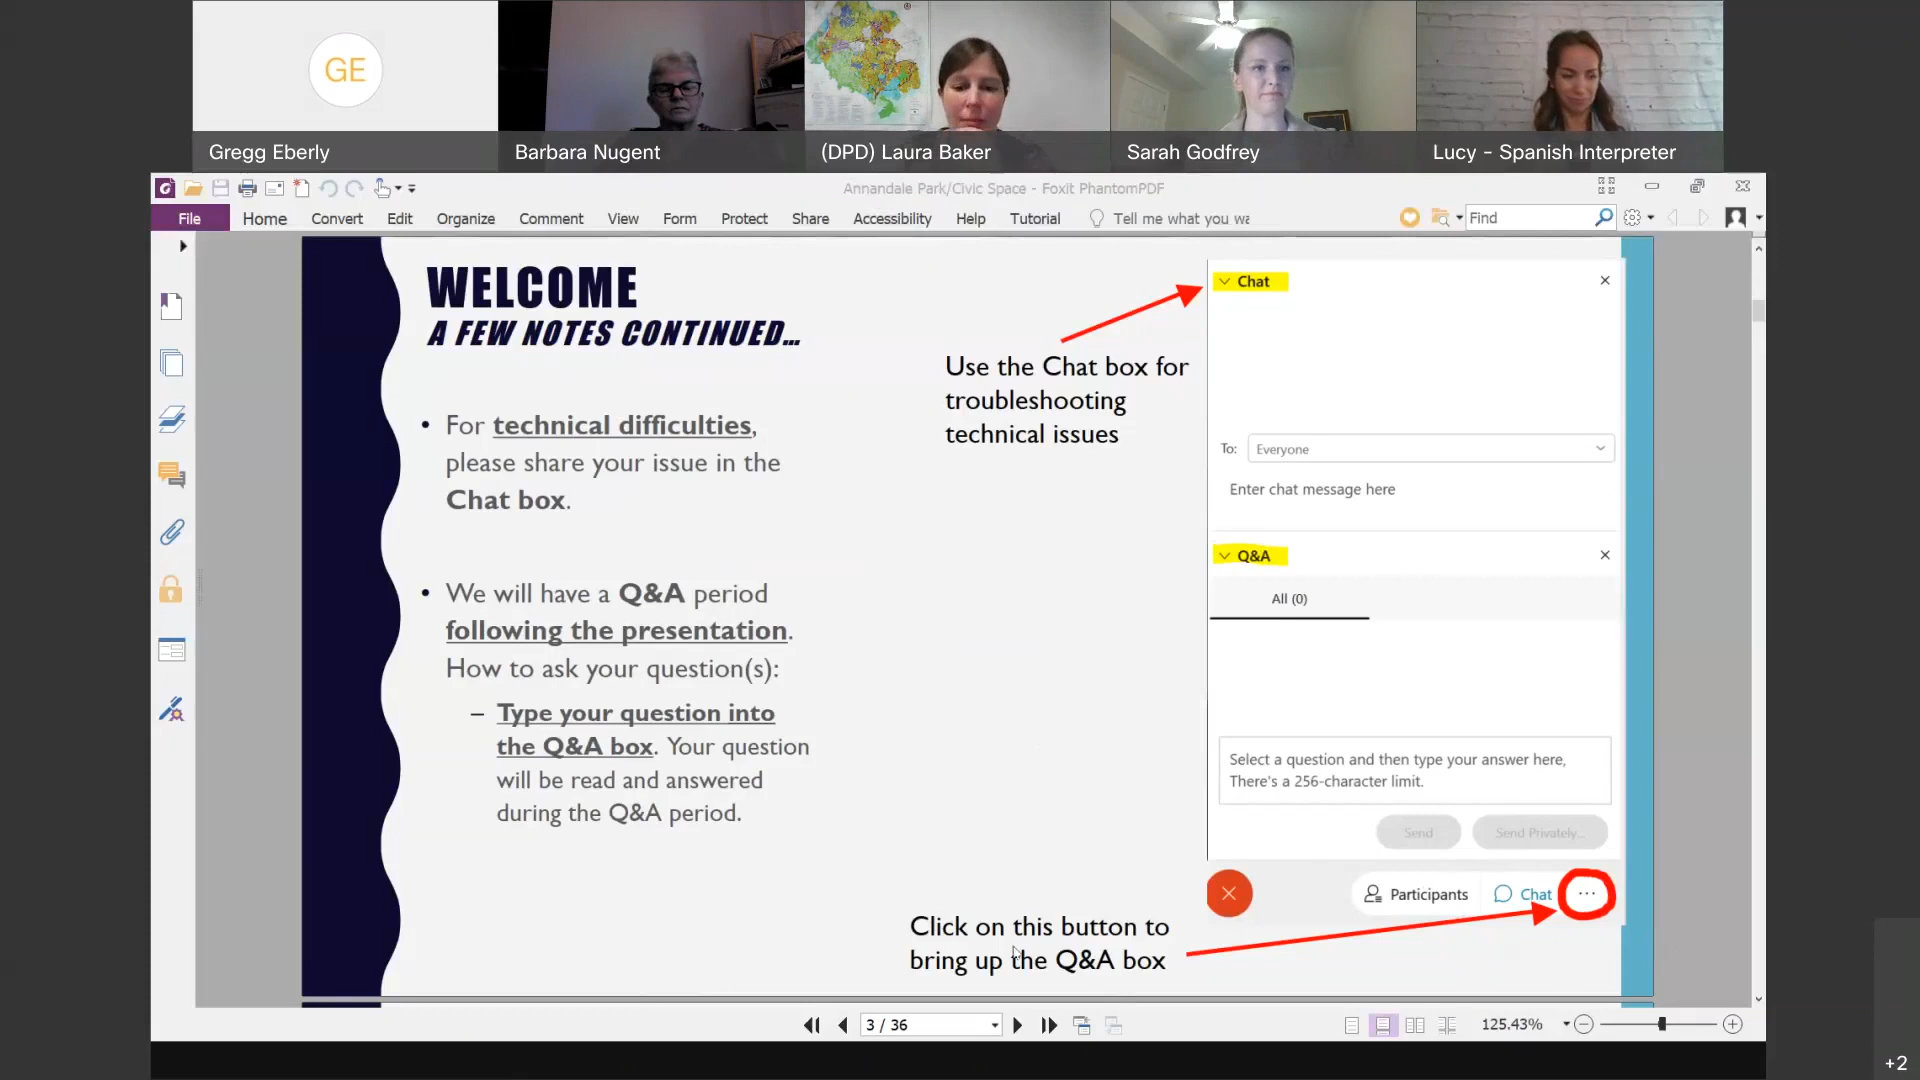 GE
Gregg Eberly
Barbara Nugent
(DPD) Laura Baker
Sarah Godfrey
Lucy - Spanish Interpreter
Annandale Park/Civic Space - Foxit PhantomPDF
File Home Convert Edit Organize Comment View Form Protect Share Accessibility Help Tutorial Tell me what you wa Find
WELCOME
A FEW NOTES CONTINUED...
• For technical difficulties,
please share your issue in the
Chat box.
• We will have a Q&A period
following the presentation.
How to ask your question(s):
– Type your question into
the Q&A box. Your question
will be read and answered
during the Q&A period.
Use the Chat box for
troubleshooting
technical issues
Chat
To: Everyone
Enter chat message here
Q&A
All (0)
Select a question and then type your answer here,
There's a 256-character limit.
Send Send Privately...
Participants Chat ...
Click on this button to
bring up the Q&A box
3 / 36
125.43%
+2